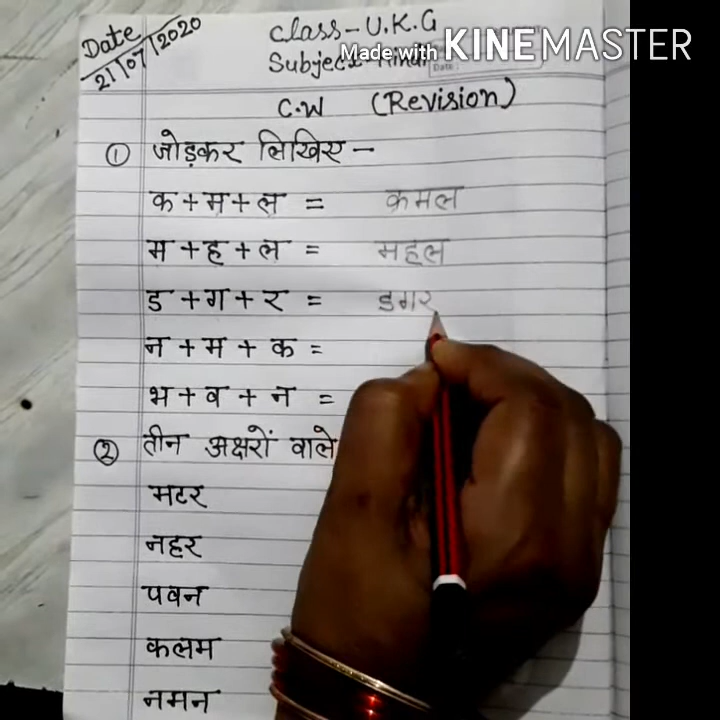 Date
21/07/2020
Class-U.K.G
Made with KINEMASTER
Subject
Date:
C.W (Revision)
① जोड़कर लिखिए -
क + म + ल = कमल
म + ह + ल = महल
ड + ग + र = डगर
न + म + क =
भ + व + न =
② तीन अक्षरों वाले
मटर
नहर
पवन
कलम
नमन